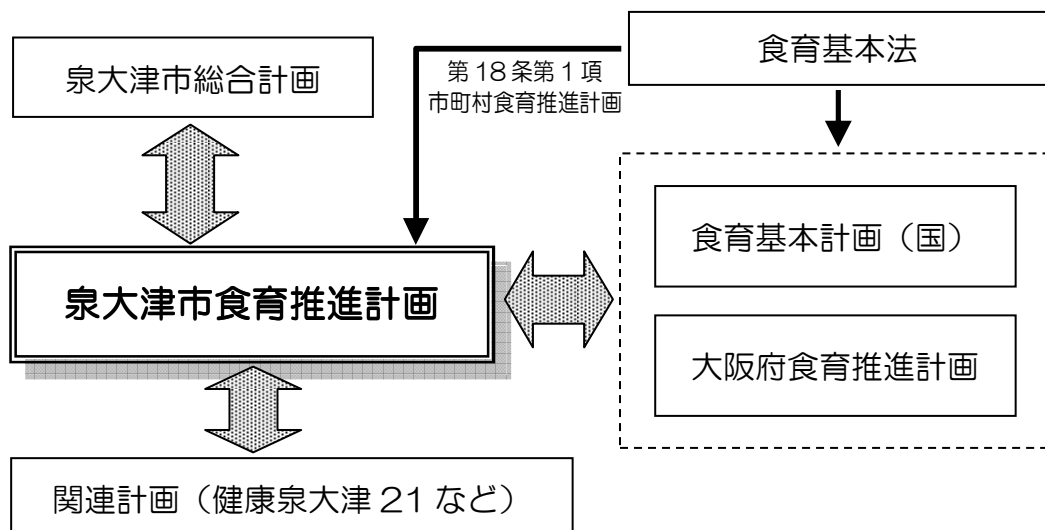 泉大津市総合計画
食育基本法
第18条第1項
市町村食育推進計画
食育基本計画（国）
泉大津市食育推進計画
大阪府食育推進計画
関連計画（健康泉大津21など）